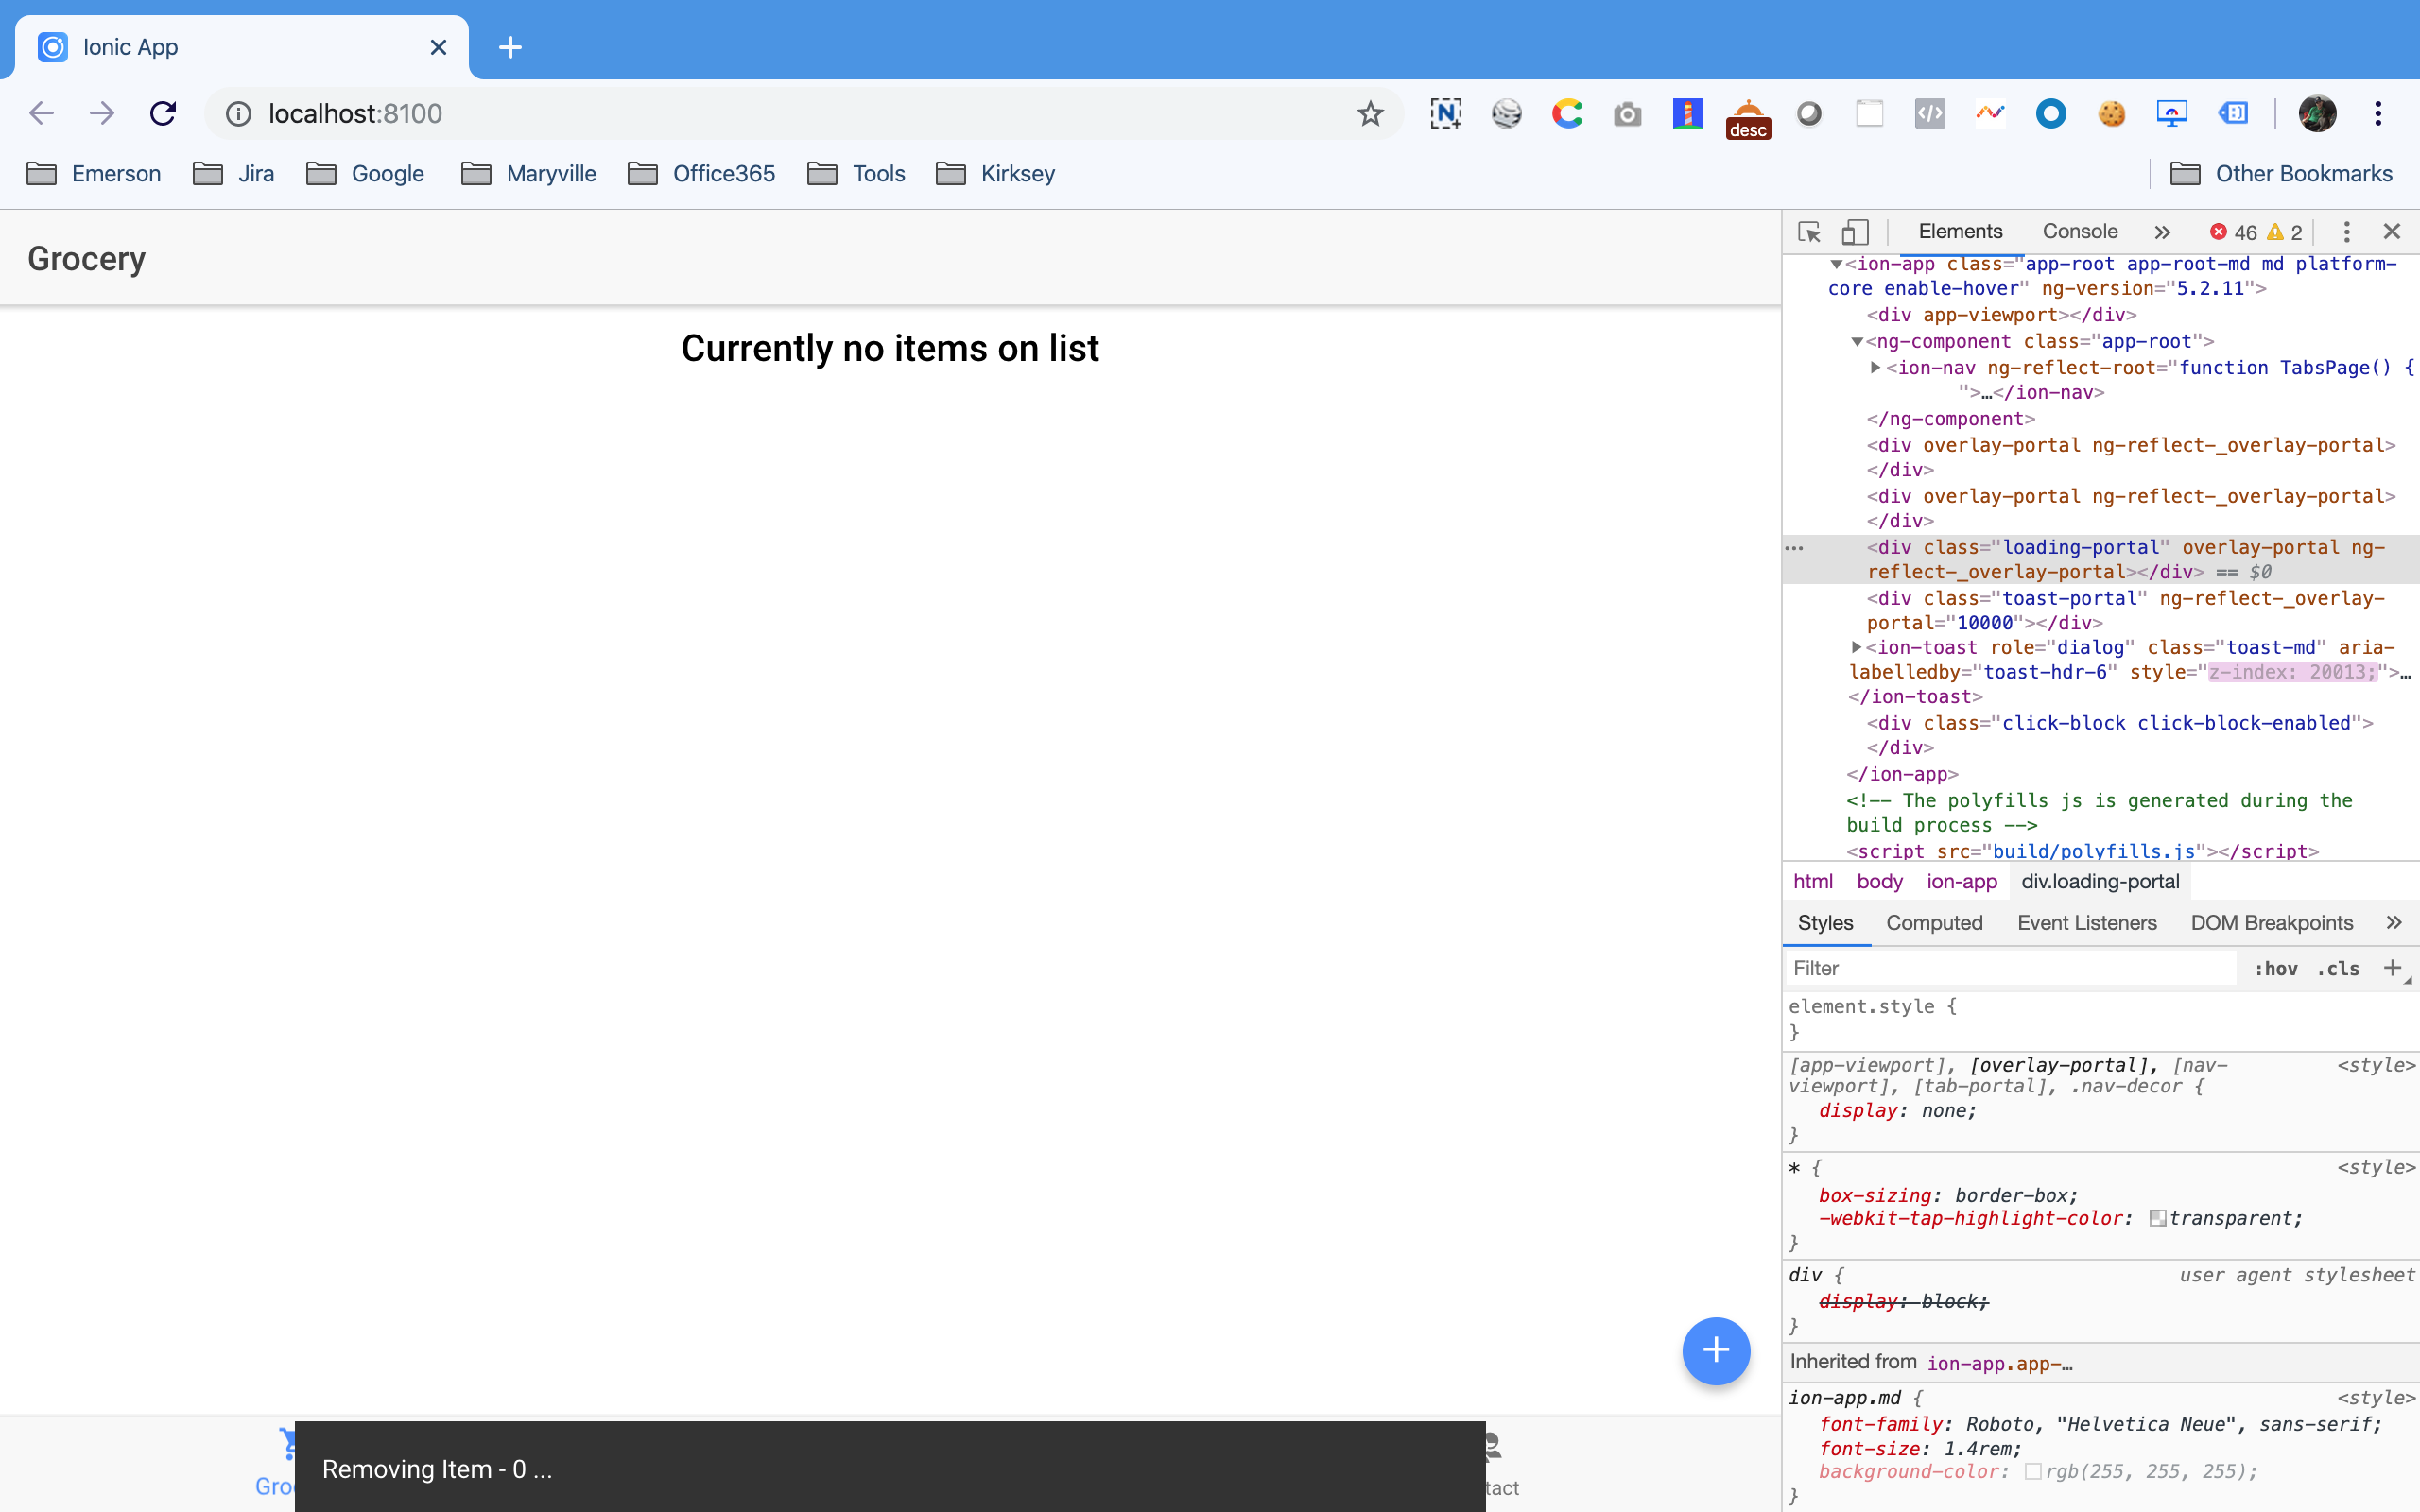 Ionic App
localhost:8100
desc
Emerson Jira Google Maryville Office365 Tools Kirksey Other Bookmarks
Grocery
Currently no items on list
Groc
Removing Item - 0 ...
tact
Elements Console » 46 2
<ion-app class="app-root app-root-md md platform-
core enable-hover" ng-version="5.2.11">
<div app-viewport></div>
<ng-component class="app-root">
<ion-nav ng-reflect-root="function TabsPage() {
">…</ion-nav>
</ng-component>
<div overlay-portal ng-reflect-_overlay-portal>
</div>
<div overlay-portal ng-reflect-_overlay-portal>
</div>
<div class="loading-portal" overlay-portal ng-
reflect-_overlay-portal></div> == $0
<div class="toast-portal" ng-reflect-_overlay-
portal="10000"></div>
<ion-toast role="dialog" class="toast-md" aria-
labelledby="toast-hdr-6" style="z-index: 20013;">…
</ion-toast>
<div class="click-block click-block-enabled">
</div>
</ion-app>
<!-- The polyfills js is generated during the
build process -->
<script src="build/polyfills.js"></script>
html body ion-app div.loading-portal
Styles Computed Event Listeners DOM Breakpoints »
Filter :hov .cls +
element.style {
}
[app-viewport], [overlay-portal], [nav- <style>
viewport], [tab-portal], .nav-decor {
display: none;
}
* { <style>
box-sizing: border-box;
-webkit-tap-highlight-color: transparent;
}
div { user agent stylesheet
display: block;
}
Inherited from ion-app.app-…
ion-app.md { <style>
font-family: Roboto, "Helvetica Neue", sans-serif;
font-size: 1.4rem;
background-color: rgb(255, 255, 255);
}